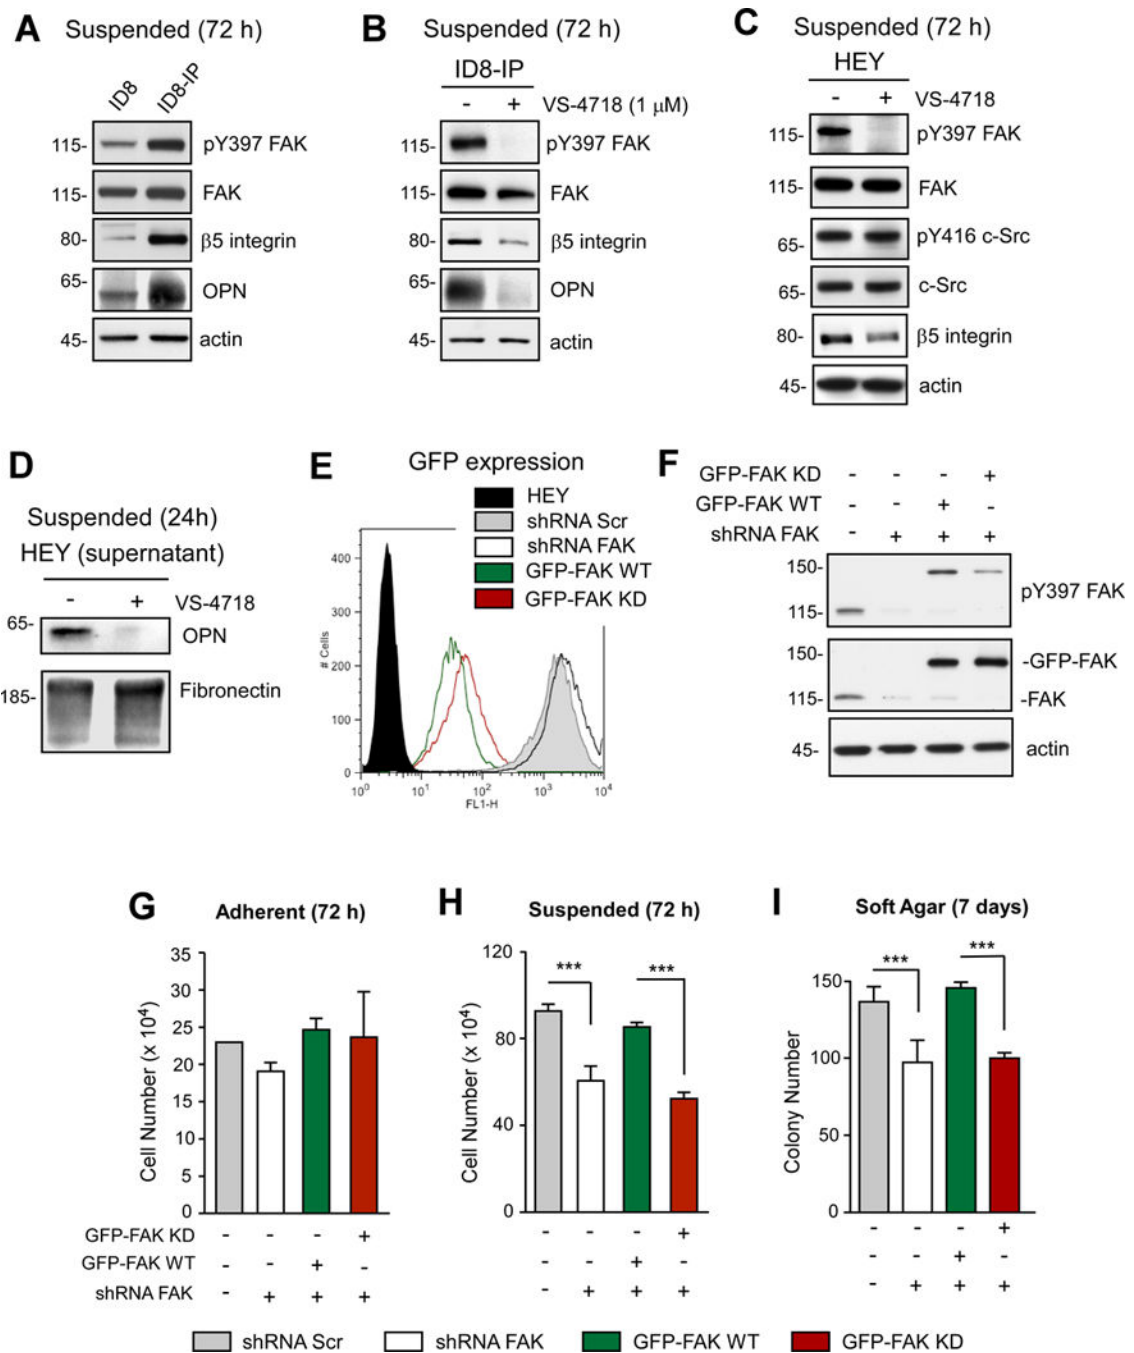 A Suspended (72 h)
ID8 ID8-IP
115- pY397 FAK
115- FAK
80- β5 integrin
65- OPN
45- actin
B Suspended (72 h)
ID8-IP
- + VS-4718 (1 μM)
115- pY397 FAK
115- FAK
80- β5 integrin
65- OPN
45- actin
C Suspended (72 h)
HEY
- + VS-4718
115- pY397 FAK
115- FAK
65- pY416 c-Src
65- c-Src
80- β5 integrin
45- actin
D
Suspended (24h)
HEY (supernatant)
- + VS-4718
65- OPN
185- Fibronectin
E GFP expression
HEY
shRNA Scr
shRNA FAK
GFP-FAK WT
GFP-FAK KD
# Cells
400
300
200
100
0
10⁰ 10¹ 10² 10³ 10⁴
FL1-H
F
GFP-FAK KD - - - +
GFP-FAK WT - - + -
shRNA FAK - + + +
150-
115- pY397 FAK
150- -GFP-FAK
115- -FAK
45- actin
G Adherent (72 h)
Cell Number (x 10⁴)
35
30
25
20
15
10
5
0
GFP-FAK KD - - - +
GFP-FAK WT - - + -
shRNA FAK - + + +
H Suspended (72 h)
Cell Number (x 10⁴)
120
80
40
0
*** ***
- - - +
- - + -
- + + +
I Soft Agar (7 days)
Colony Number
150
100
50
0
*** ***
- - - +
- - + -
- + + +
shRNA Scr shRNA FAK GFP-FAK WT GFP-FAK KD